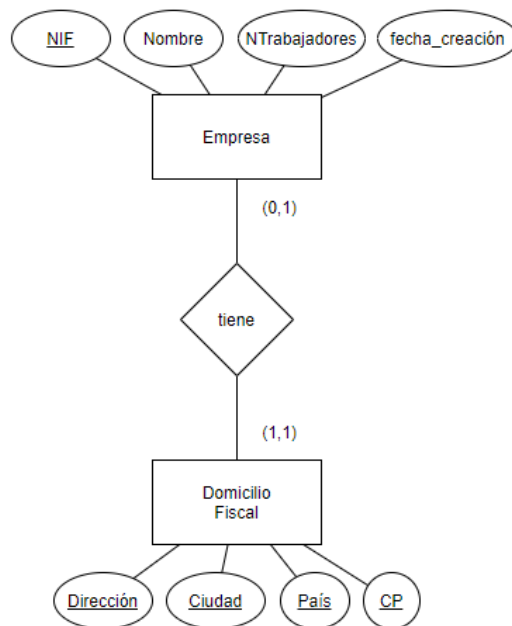 NIF
Nombre
NTrabajadores
fecha_creación
Empresa
(0,1)
tiene
(1,1)
Domicilio
Fiscal
Dirección
Ciudad
País
CP